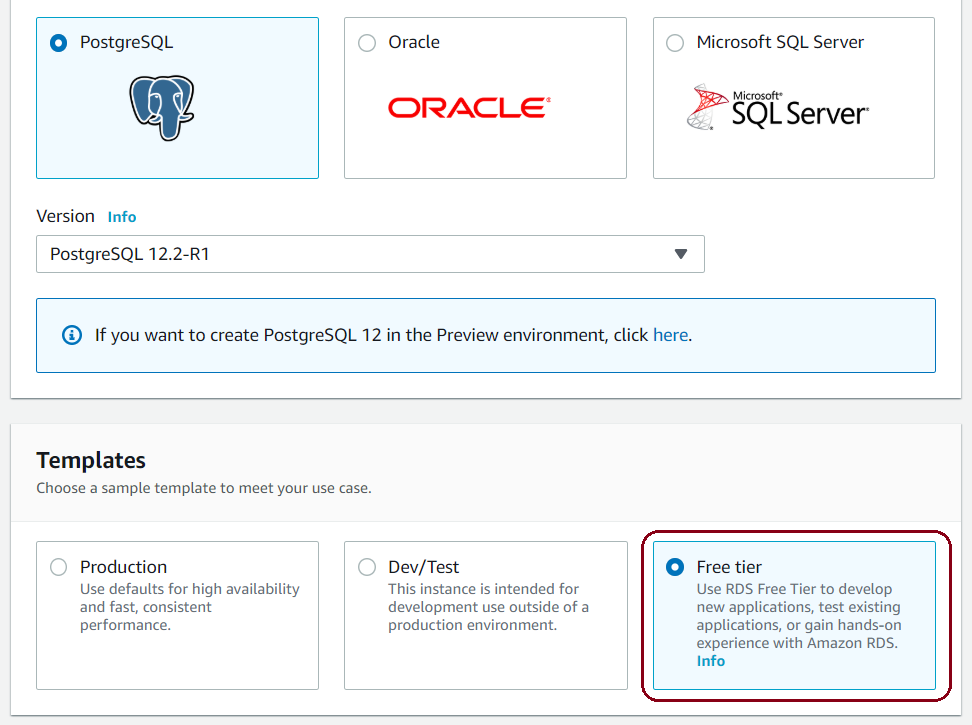 PostgreSQL
Oracle
Microsoft SQL Server
ORACLE®
Microsoft®
SQL Server®
Version Info
PostgreSQL 12.2-R1
If you want to create PostgreSQL 12 in the Preview environment, click here.
Templates
Choose a sample template to meet your use case.
Production
Use defaults for high availability
and fast, consistent
performance.
Dev/Test
This instance is intended for
development use outside of a
production environment.
Free tier
Use RDS Free Tier to develop
new applications, test existing
applications, or gain hands-on
experience with Amazon RDS.
Info